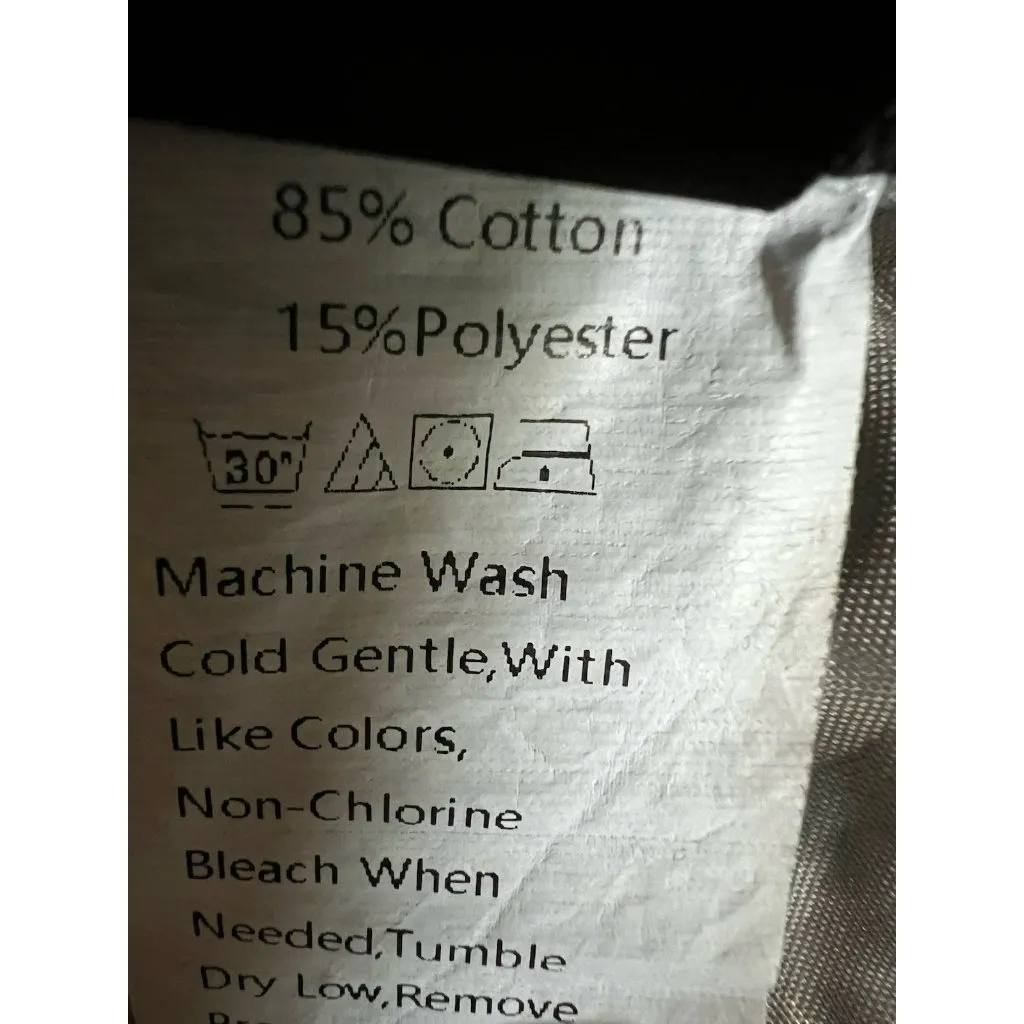 85% Cotton
15%Polyester
30°
Machine Wash
Cold Gentle,With
Like Colors,
Non-Chlorine
Bleach When
Needed,Tumble
Dry Low,Remove